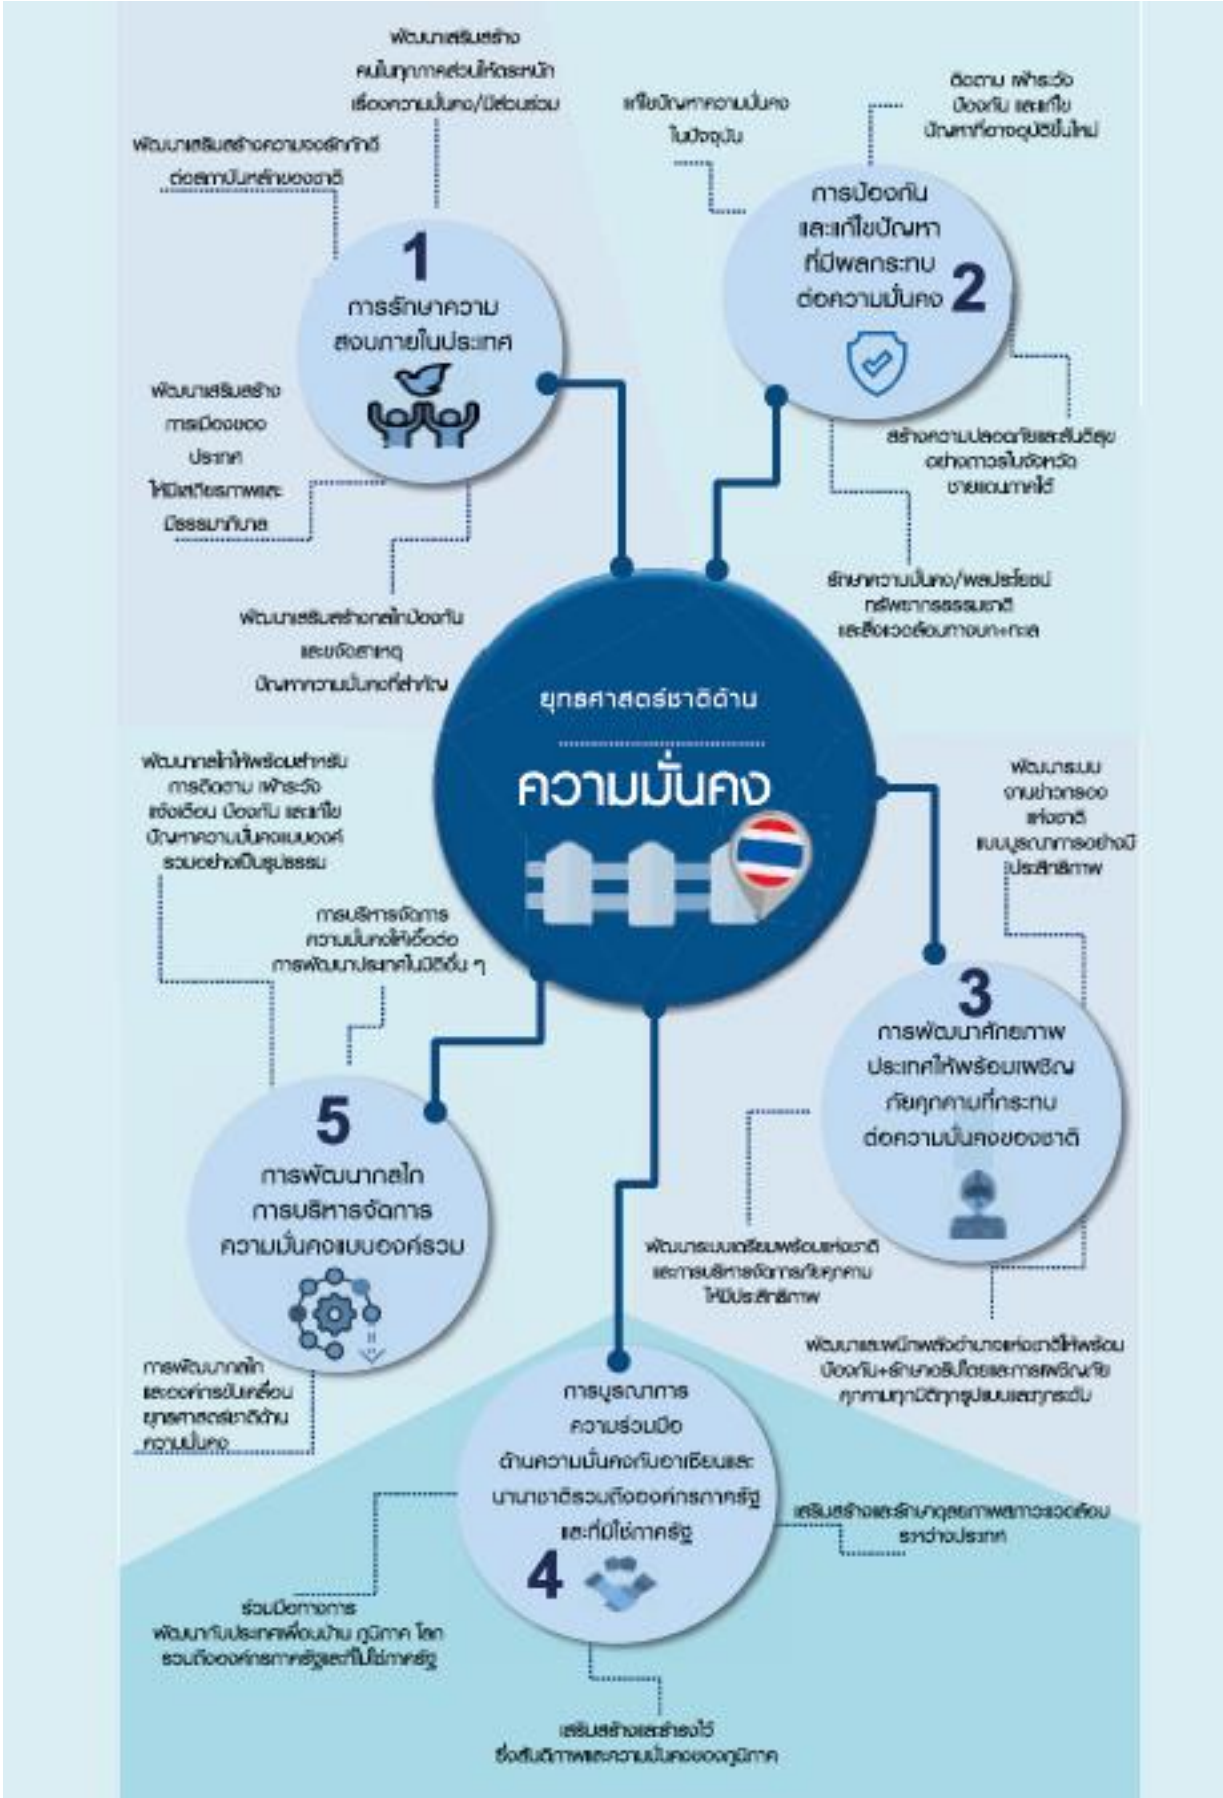 พัฒนาเสริมสร้าง
คนในทุกภาคส่วนให้ตระหนัก
เรื่องความมั่นคง/มีส่วนร่วม
พัฒนาเสริมสร้างความจงรักภักดี
ต่อสถาบันหลักของชาติ
1
การรักษาความ
สงบภายในประเทศ
พัฒนาเสริมสร้าง
การเมืองของ
ประเทศ
ให้มีเสถียรภาพและ
มีธรรมาภิบาล
พัฒนาเสริมสร้างกลไกป้องกัน
และขจัดสาเหตุ
ปัญหาความมั่นคงที่สำคัญ
แก้ไขปัญหาความมั่นคง
ในปัจจุบัน
ติดตาม เฝ้าระวัง
ป้องกัน และแก้ไข
ปัญหาที่อาจอุบัติขึ้นใหม่
การป้องกัน
และแก้ไขปัญหา
ที่มีผลกระทบ
ต่อความมั่นคง 2
สร้างความปลอดภัยและสันติสุข
อย่างถาวรในจังหวัด
ชายแดนภาคใต้
รักษาความมั่นคง/ผลประโยชน์
ทรัพยากรธรรมชาติ
และสิ่งแวดล้อมทางบก+ทะเล
ยุทธศาสตร์ชาติด้าน
ความมั่นคง
พัฒนาระบบ
งานข่าวกรอง
แห่งชาติ
แบบบูรณาการอย่างมี
ประสิทธิภาพ
3
การพัฒนาศักยภาพ
ประเทศให้พร้อมเผชิญ
ภัยคุกคามที่กระทบ
ต่อความมั่นคงของชาติ
พัฒนาระบบเตรียมพร้อมแห่งชาติ
และการบริหารจัดการภัยคุกคาม
ให้มีประสิทธิภาพ
พัฒนาและผนึกพลังอำนาจแห่งชาติให้พร้อม
ป้องกัน+รักษาอธิปไตยและการเผชิญภัย
คุกคามทุกมิติทุกรูปแบบและทุกระดับ
พัฒนากลไกให้พร้อมสำหรับ
การติดตาม เฝ้าระวัง
แจ้งเตือน ป้องกัน และแก้ไข
ปัญหาความมั่นคงแบบองค์
รวมอย่างเป็นรูปธรรม
การบริหารจัดการ
ความมั่นคงให้เอื้อต่อ
การพัฒนาประเทศในมิติอื่น ๆ
5
การพัฒนากลไก
การบริหารจัดการ
ความมั่นคงแบบองค์รวม
การพัฒนากลไก
และองค์กรขับเคลื่อน
ยุทธศาสตร์ชาติด้าน
ความมั่นคง
การบูรณาการ
ความร่วมมือ
ด้านความมั่นคงกับอาเซียนและ
นานาชาติรวมถึงองค์กรภาครัฐ
และที่มิใช่ภาครัฐ
4
เสริมสร้างและรักษาดุลยภาพสภาวะแวดล้อม
ระหว่างประเทศ
ร่วมมือทางการ
พัฒนากับประเทศเพื่อนบ้าน ภูมิภาค โลก
รวมถึงองค์กรภาครัฐและที่ไม่ใช่ภาครัฐ
เสริมสร้างและธำรงไว้
ซึ่งสันติภาพและความมั่นคงของภูมิภาค